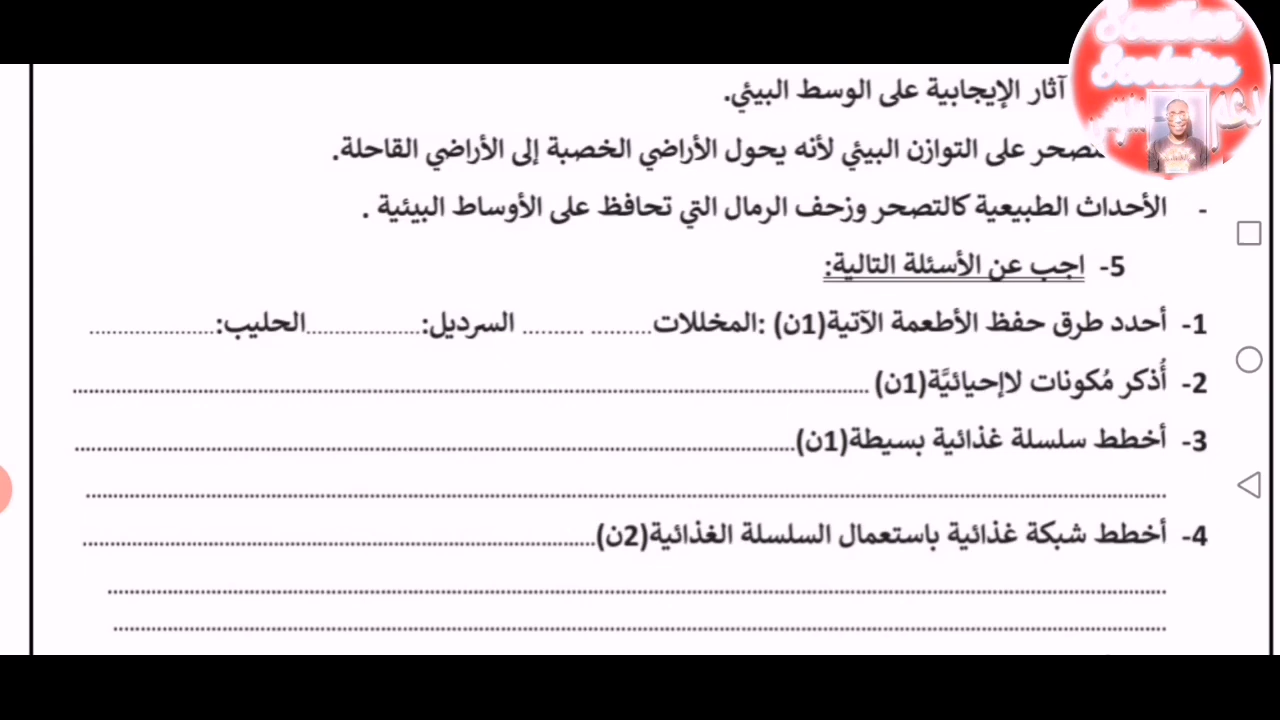 Soutien
Scolaire
آثار الإيجابية على الوسط البيئي.
على التوازن البيئي لأنه يحول الأراضي الخصبة إلى الأراضي القاحلة.
- الأحداث الطبيعية كالتصحر وزحف الرمال التي تحافظ على الأوساط البيئية .
5- اجب عن الأسئلة التالية:
1- أحدد طرق حفظ الأطعمة الآتية(1ن) :المخللات.......... .......... السرديل:...................الحليب:.....................
2- أُذكر مُكونات لاإحيائيَّة(1ن) ..........................................................................................
3- أخطط سلسلة غذائية بسيطة(1ن)..........................................................................................
..........................................................................................
4- أخطط شبكة غذائية باستعمال السلسلة الغذائية(2ن)..........................................................................................
..........................................................................................
..........................................................................................